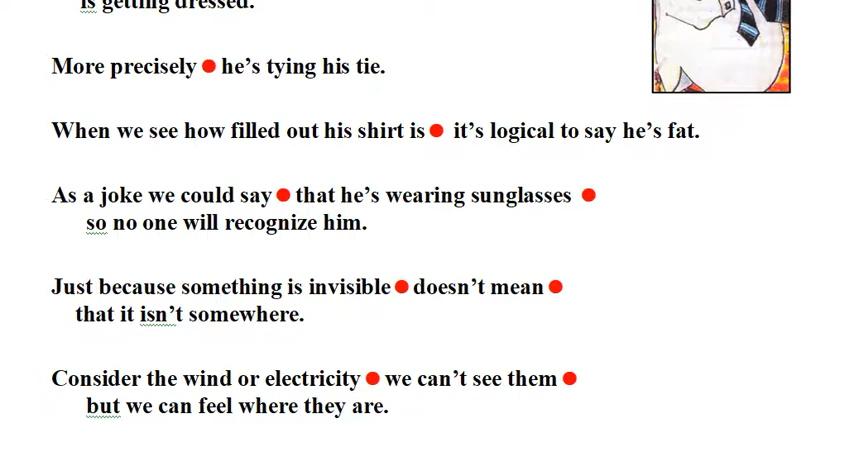 is getting dressed.
More precisely he's tying his tie.
When we see how filled out his shirt is it's logical to say he's fat.
As a joke we could say that he's wearing sunglasses
so no one will recognize him.
Just because something is invisible doesn't mean
that it isn't somewhere.
Consider the wind or electricity we can't see them
but we can feel where they are.